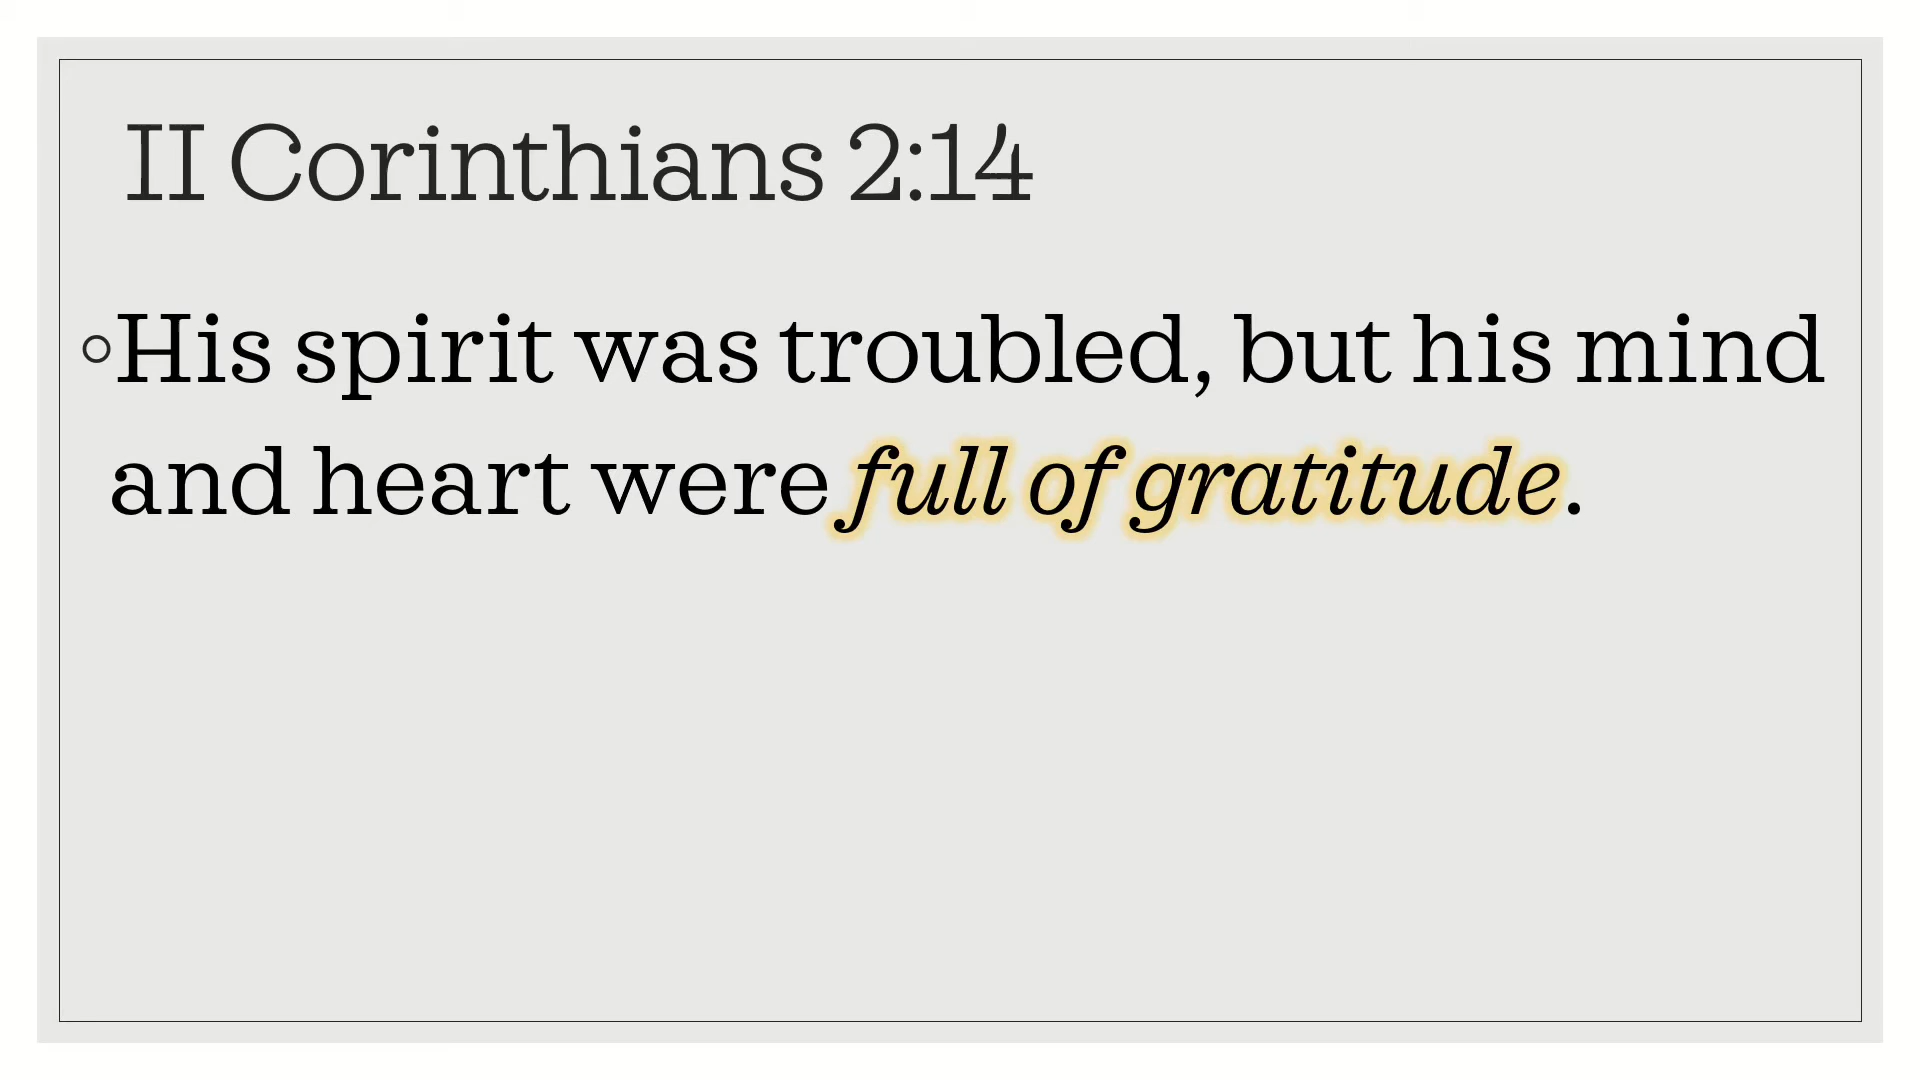 II Corinthians 2:14
◦His spirit was troubled, but his mind
and heart were full of gratitude.